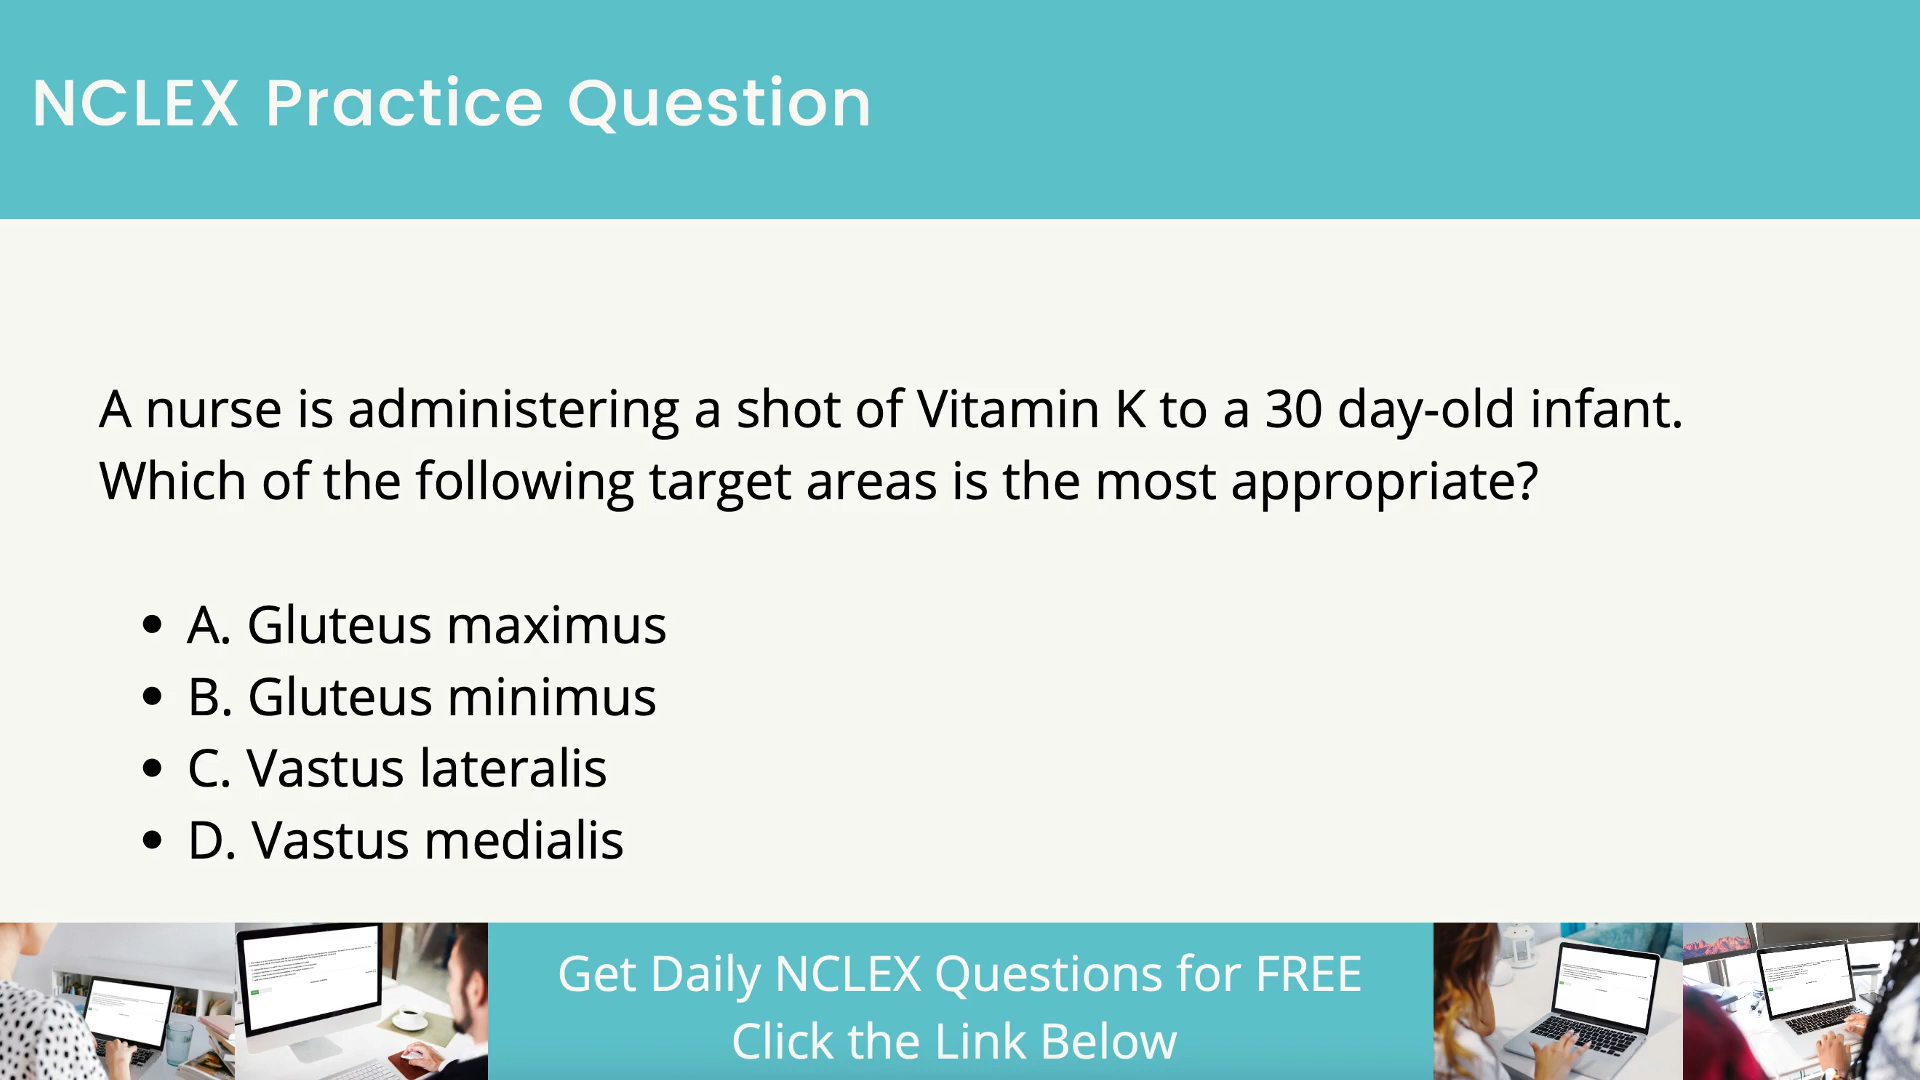 NCLEX Practice Question
A nurse is administering a shot of Vitamin K to a 30 day-old infant.
Which of the following target areas is the most appropriate?
• A. Gluteus maximus
• B. Gluteus minimus
• C. Vastus lateralis
• D. Vastus medialis
Get Daily NCLEX Questions for FREE
Click the Link Below